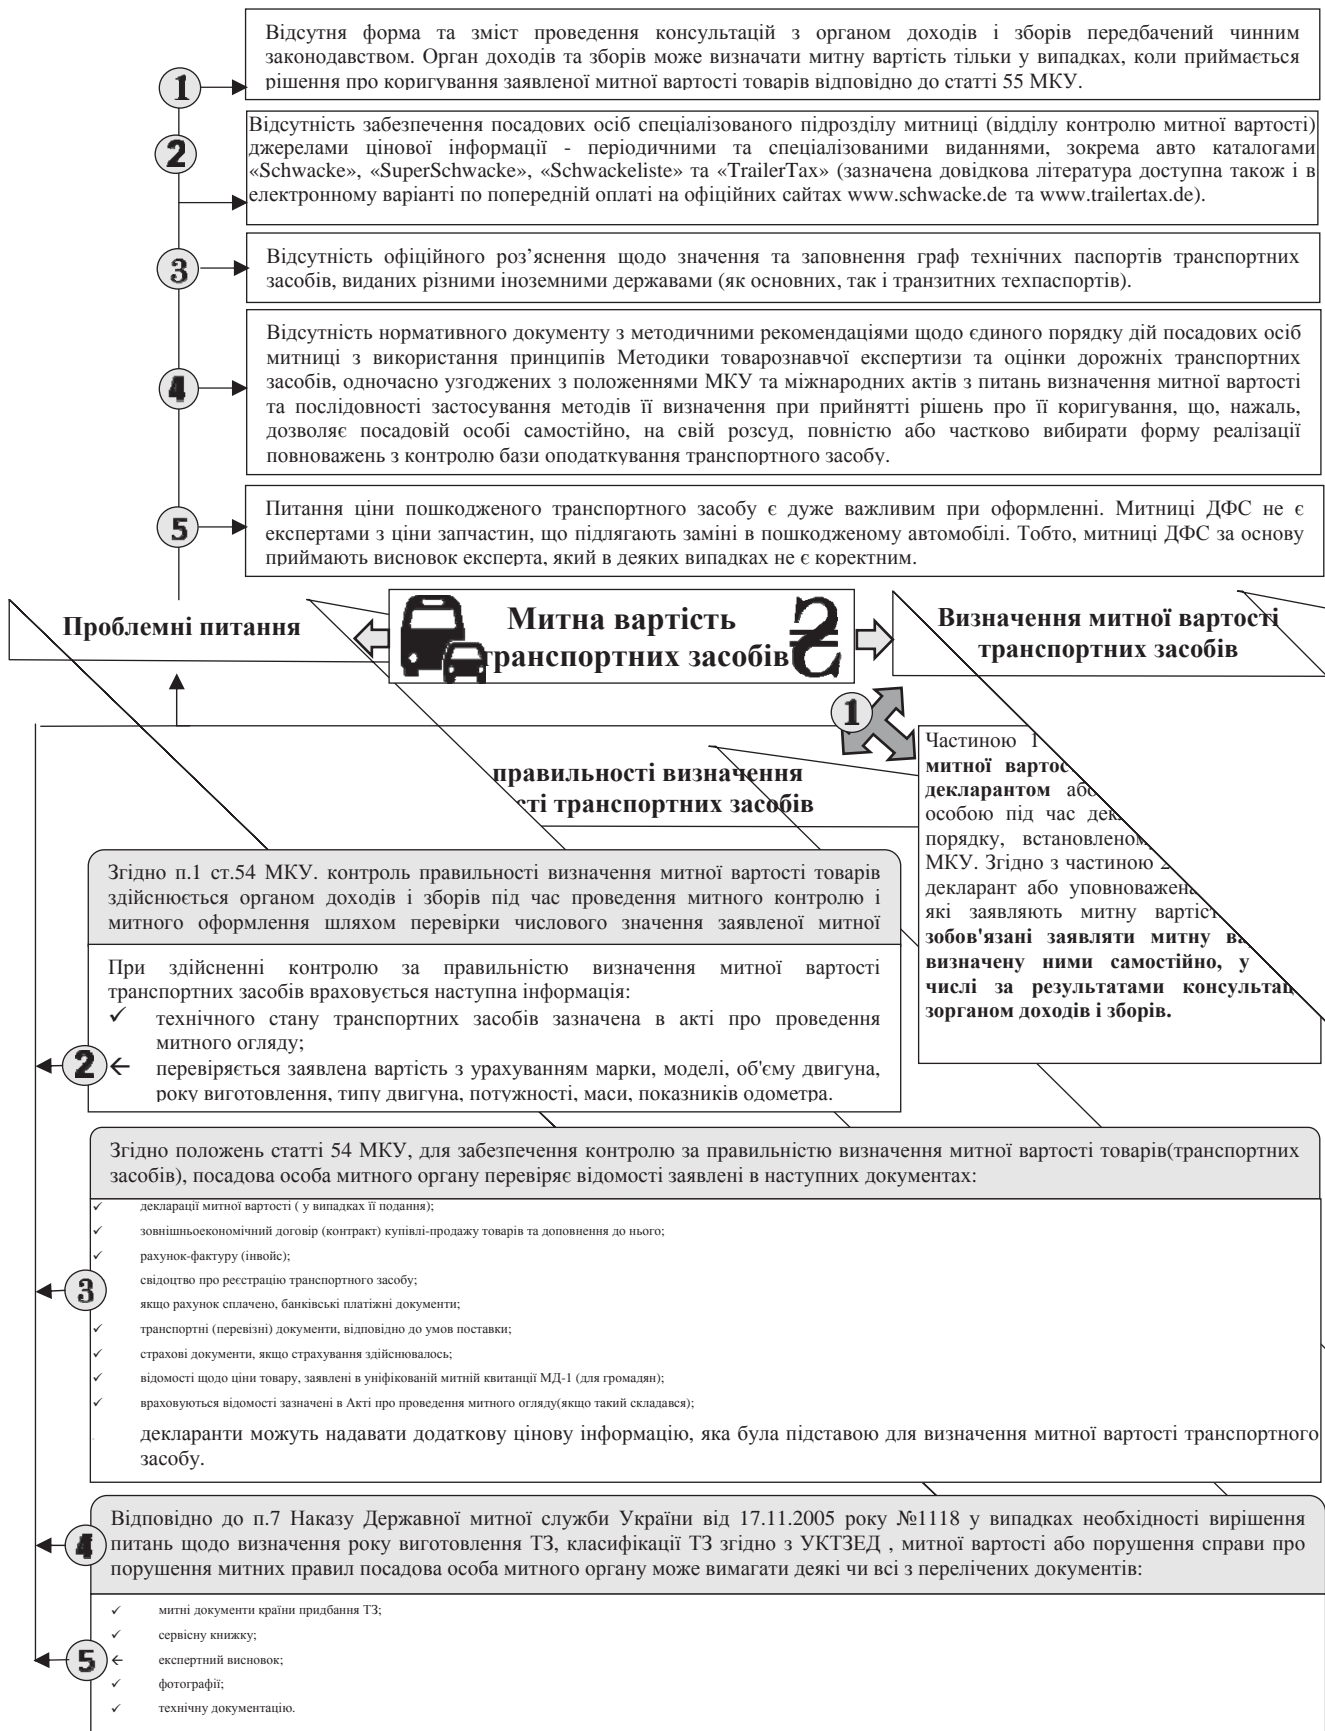 Відсутня форма та зміст проведення консультацій з органом доходів і зборів передбачений чинним
законодавством. Орган доходів та зборів може визначати митну вартість тільки у випадках, коли приймається
рішення про коригування заявленої митної вартості товарів відповідно до статті 55 МКУ.
1
Відсутність забезпечення посадових осіб спеціалізованого підрозділу митниці (відділу контролю митної вартості)
джерелами цінової інформації - періодичними та спеціалізованими виданнями, зокрема авто каталогами
«Schwacke», «SuperSchwacke», «Schwackeliste» та «TrailerTax» (зазначена довідкова література доступна також і в
електронному варіанті по попередній оплаті на офіційних сайтах www.schwacke.de та www.trailertax.de).
2
Відсутність офіційного роз’яснення щодо значення та заповнення граф технічних паспортів транспортних
засобів, виданих різними іноземними державами (як основних, так і транзитних техпаспортів).
3
Відсутність нормативного документу з методичними рекомендаціями щодо єдиного порядку дій посадових осіб
митниці з використання принципів Методики товарознавчої експертизи та оцінки дорожніх транспортних
засобів, одночасно узгоджених з положеннями МКУ та міжнародних актів з питань визначення митної вартості
та послідовності застосування методів її визначення при прийнятті рішень про її коригування, що, нажаль,
дозволяє посадовій особі самостійно, на свій розсуд, повністю або частково вибирати форму реалізації
повноважень з контролю бази оподаткування транспортного засобу.
4
Питання ціни пошкодженого транспортного засобу є дуже важливим при оформленні. Митниці ДФС не є
експертами з ціни запчастин, що підлягають заміні в пошкодженому автомобілі. Тобто, митниці ДФС за основу
приймають висновок експерта, який в деяких випадках не є коректним.
5
Проблемні питання
Митна вартість
транспортних засобів
₴
Визначення митної вартості
транспортних засобів
1
Частиною 1
митної вартос
декларантом або
особою під час дек
порядку, встановленом
МКУ. Згідно з частиною 2
декларант або уповноважена
які заявляють митну вартіст
зобов'язані заявляти митну ва
визначену ними самостійно, у
числі за результатами консультац
зорганом доходів і зборів.
правильності визначення
сті транспортних засобів
Згідно п.1 ст.54 МКУ. контроль правильності визначення митної вартості товарів
здійснюється органом доходів і зборів під час проведення митного контролю і
митного оформлення шляхом перевірки числового значення заявленої митної
При здійсненні контролю за правильністю визначення митної вартості
транспортних засобів враховується наступна інформація:
✓ технічного стану транспортних засобів зазначена в акті про проведення
митного огляду;
2
← перевіряється заявлена вартість з урахуванням марки, моделі, об'єму двигуна,
року виготовлення, типу двигуна, потужності, маси, показників одометра.
Згідно положень статті 54 МКУ, для забезпечення контролю за правильністю визначення митної вартості товарів(транспортних
засобів), посадова особа митного органу перевіряє відомості заявлені в наступних документах:
✓ декларації митної вартості ( у випадках її подання);
✓ зовнішньоекономічний договір (контракт) купівлі-продажу товарів та доповнення до нього;
✓ рахунок-фактуру (інвойс);
свідоцтво про реєстрацію транспортного засобу;
3
якщо рахунок сплачено, банківські платіжні документи;
✓ транспортні (перевізні) документи, відповідно до умов поставки;
✓ страхові документи, якщо страхування здійснювалось;
✓ відомості щодо ціни товару, заявлені в уніфікованій митній квитанції МД-1 (для громадян);
✓ враховуються відомості зазначені в Акті про проведення митного огляду(якщо такий складався);
декларанти можуть надавати додаткову цінову інформацію, яка була підставою для визначення митної вартості транспортного
засобу.
Відповідно до п.7 Наказу Державної митної служби України від 17.11.2005 року №1118 у випадках необхідності вирішення
питань щодо визначення року виготовлення ТЗ, класифікації ТЗ згідно з УКТЗЕД , митної вартості або порушення справи про
порушення митних правил посадова особа митного органу може вимагати деякі чи всі з перелічених документів:
4
✓ митні документи країни придбання ТЗ;
✓ сервісну книжку;
5
← експертний висновок;
✓ фотографії;
✓ технічну документацію.